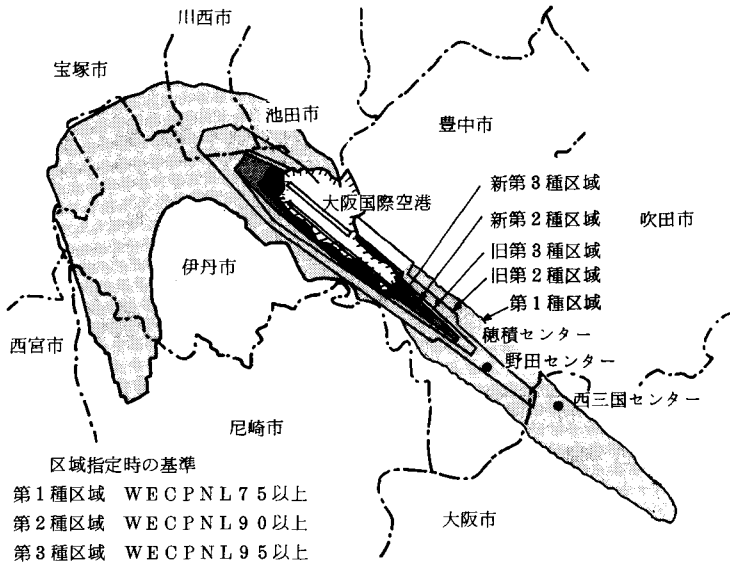 川西市
宝塚市
池田市
豊中市
新第3種区域
大阪国際空港
新第2種区域
吹田市
旧第3種区域
伊丹市
旧第2種区域
第1種区域
穂積センター
西宮市
野田センター
西三国センター
尼崎市
区域指定時の基準
第1種区域 WECPNL75以上
第2種区域 WECPNL90以上
大阪市
第3種区域 WECPNL95以上